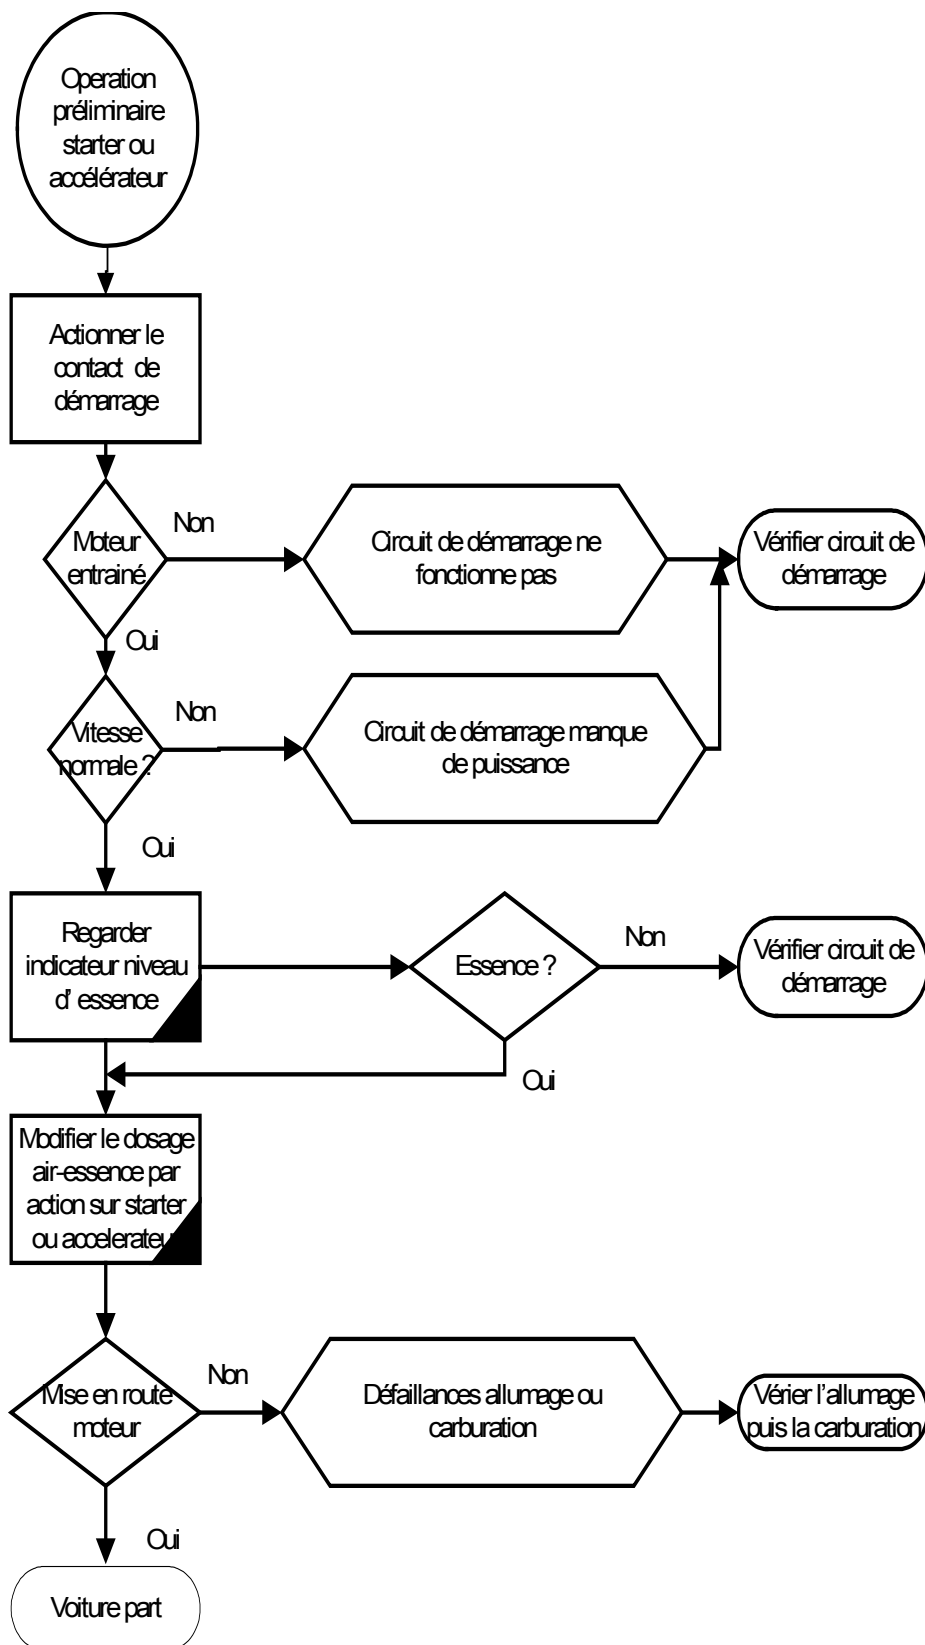 Operation
préliminaire
starter ou
accélérateur
Actionner le
contact de
démarrage
Moteur
entrainé
Non
Circuit de démarrage ne
fonctionne pas
Vérifier circuit de
démarrage
Oui
Vitesse
normale ?
Non
Circuit de démarrage manque
de puissance
Oui
Regarder
indicateur niveau
d' essence
Essence ?
Non
Vérifier circuit de
démarrage
Oui
Modifier le dosage
air-essence par
action sur starter
ou accelerateur
Mise en route
moteur
Non
Défaillances allumage ou
carburation
Vérier l'allumage
puis la carburation
Oui
Voiture part